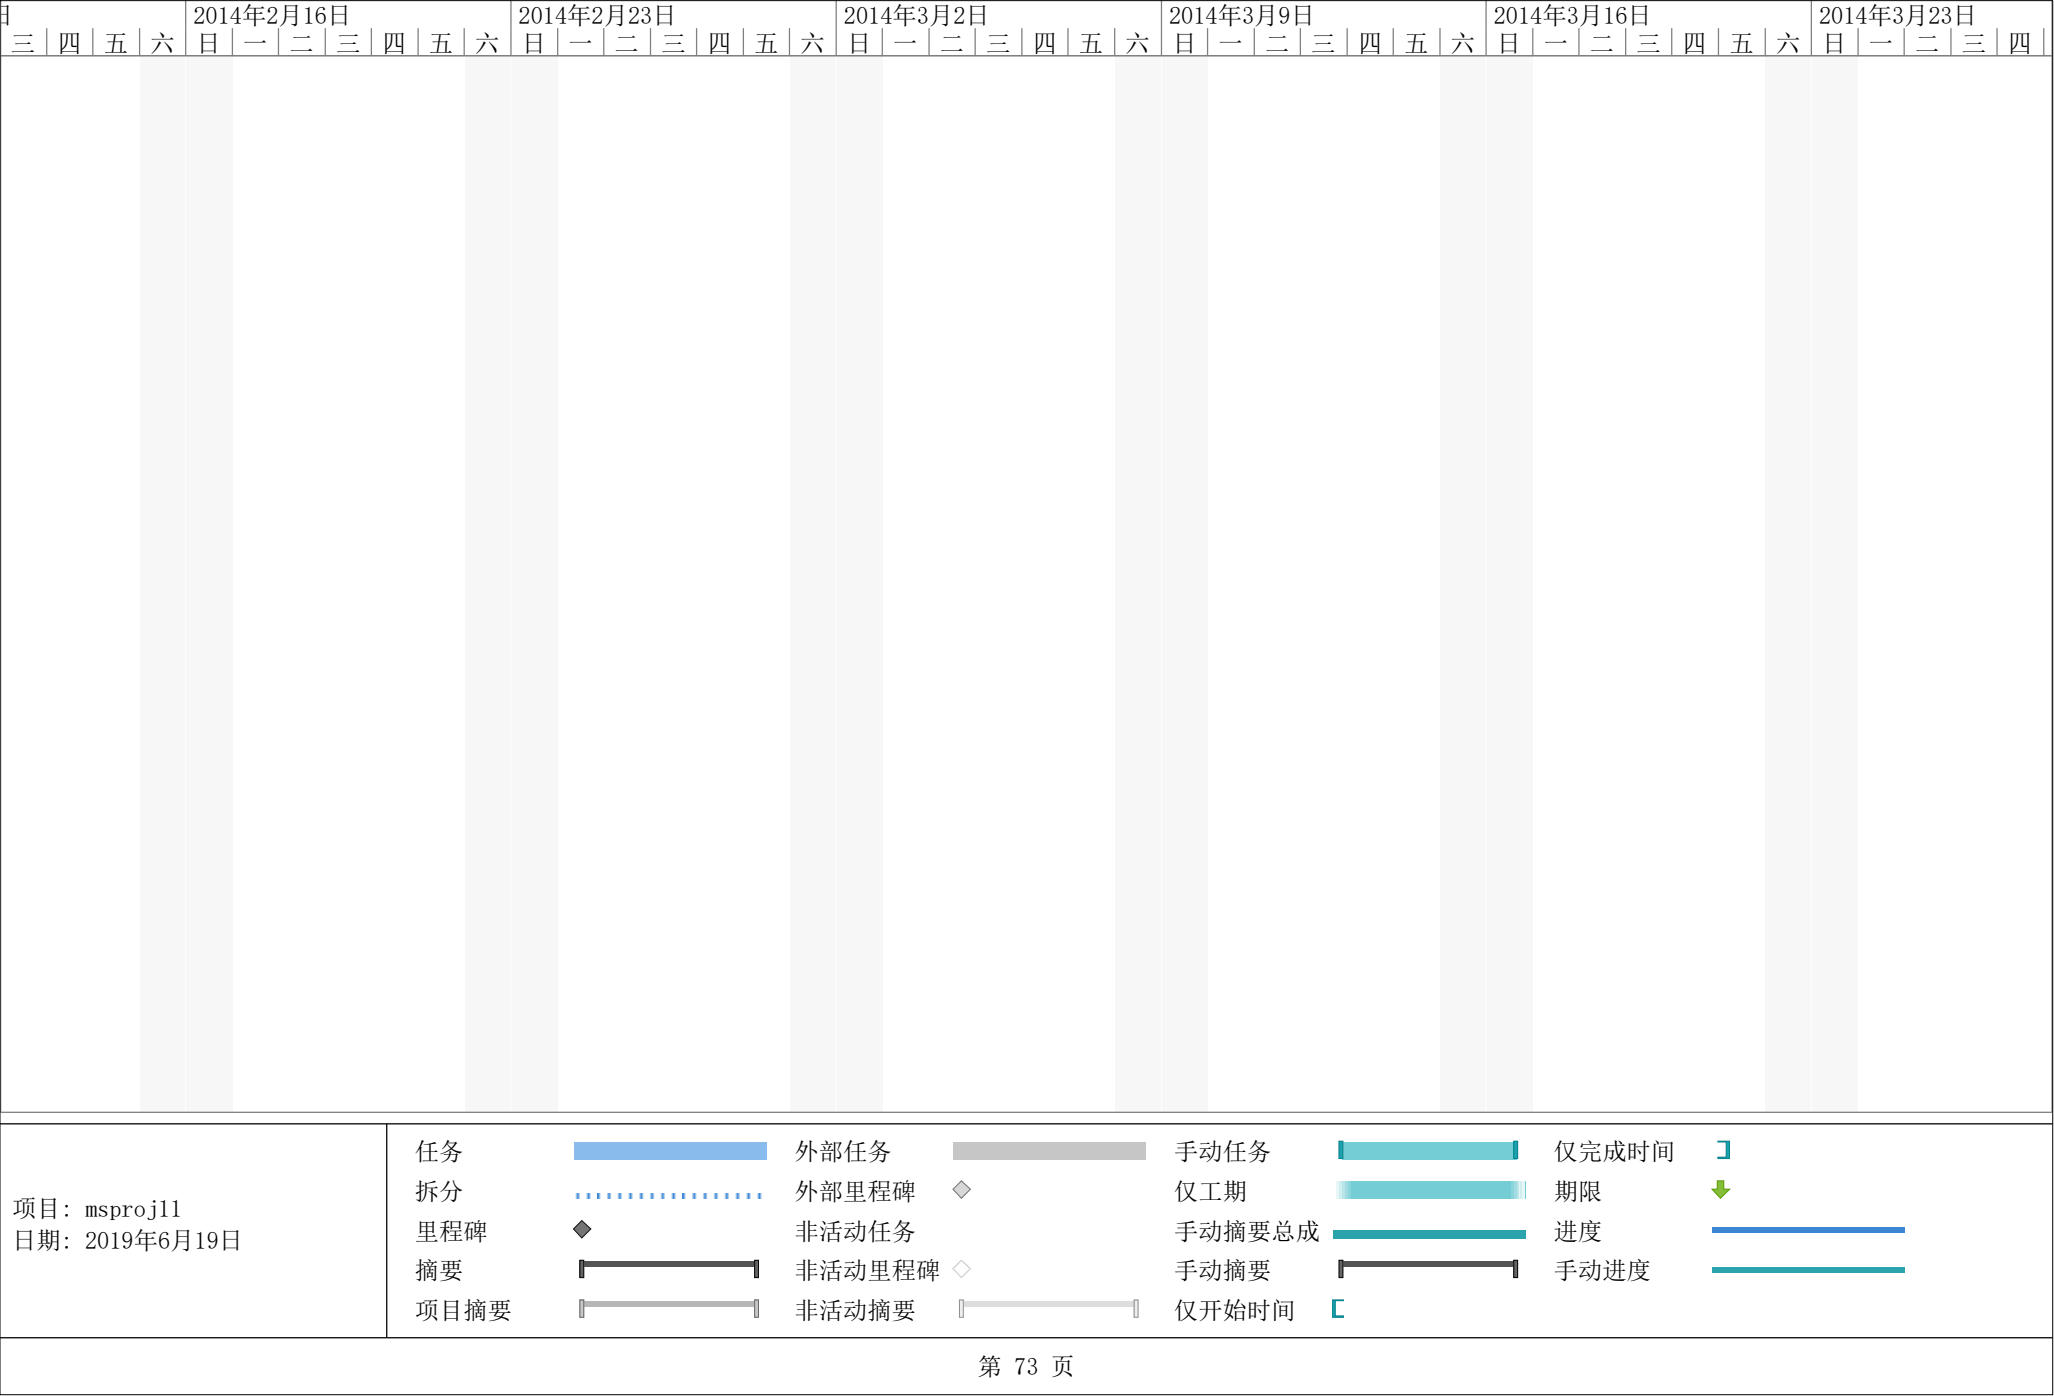 日 2014年2月16日 2014年2月23日 2014年3月2日 2014年3月9日 2014年3月16日 2014年3月23日
三 四 五 六 日 一 二 三 四 五 六 日 一 二 三 四 五 六 日 一 二 三 四 五 六 日 一 二 三 四 五 六 日 一 二 三 四 五 六 日 一 二 三 四
项目: msproj11
日期: 2019年6月19日
任务
拆分
里程碑
摘要
项目摘要
外部任务
外部里程碑
非活动任务
非活动里程碑
非活动摘要
手动任务
仅工期
手动摘要总成
手动摘要
仅开始时间
仅完成时间
期限
进度
手动进度
第 73 页